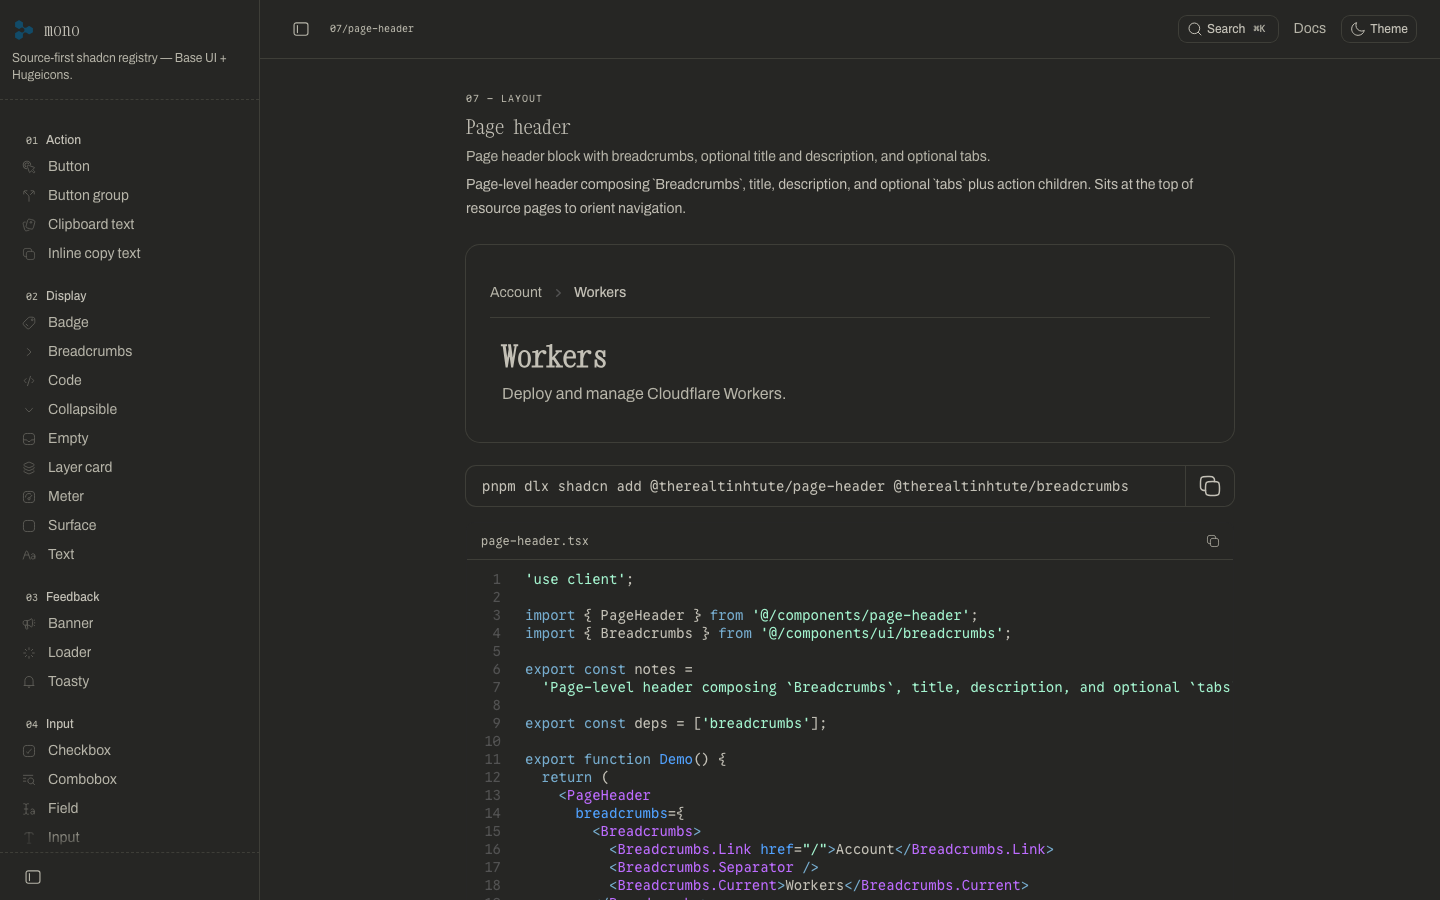 mono
Source-first shadcn registry — Base UI +
Hugeicons.
01 Action
Button
Button group
Clipboard text
Inline copy text
02 Display
Badge
Breadcrumbs
Code
Collapsible
Empty
Layer card
Meter
Surface
Aa Text
03 Feedback
Banner
Loader
Toasty
04 Input
Checkbox
Combobox
Field
Input
07/page-header
Search ⌘K
Docs
Theme
07 — LAYOUT
Page header
Page header block with breadcrumbs, optional title and description, and optional tabs.
Page-level header composing `Breadcrumbs`, title, description, and optional `tabs` plus action children. Sits at the top of
resource pages to orient navigation.
Account > Workers
Workers
Deploy and manage Cloudflare Workers.
pnpm dlx shadcn add @therealtinhtute/page-header @therealtinhtute/breadcrumbs
page-header.tsx
1 'use client';
2
3 import { PageHeader } from '@/components/page-header';
4 import { Breadcrumbs } from '@/components/ui/breadcrumbs';
5
6 export const notes =
7 'Page-level header composing `Breadcrumbs`, title, description, and optional `tabs
8
9 export const deps = ['breadcrumbs'];
10
11 export function Demo() {
12 return (
13 <PageHeader
14 breadcrumbs={
15 <Breadcrumbs>
16 <Breadcrumbs.Link href="/">Account</Breadcrumbs.Link>
17 <Breadcrumbs.Separator />
18 <Breadcrumbs.Current>Workers</Breadcrumbs.Current>